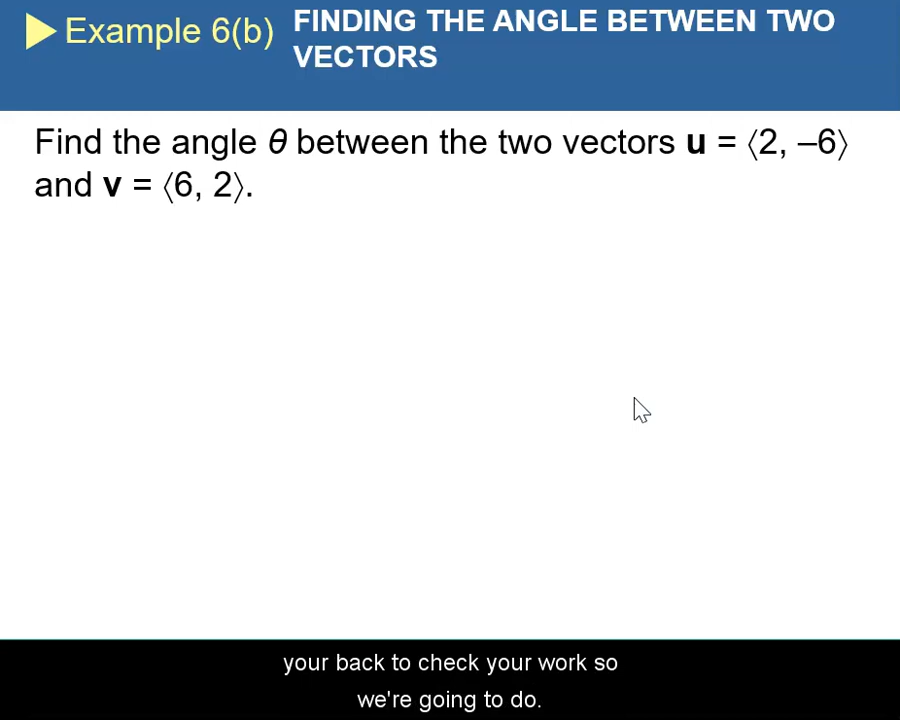 Example 6(b)
FINDING THE ANGLE BETWEEN TWO
VECTORS
Find the angle θ between the two vectors u = ⟨2, –6⟩
and v = ⟨6, 2⟩.
your back to check your work so
we're going to do.